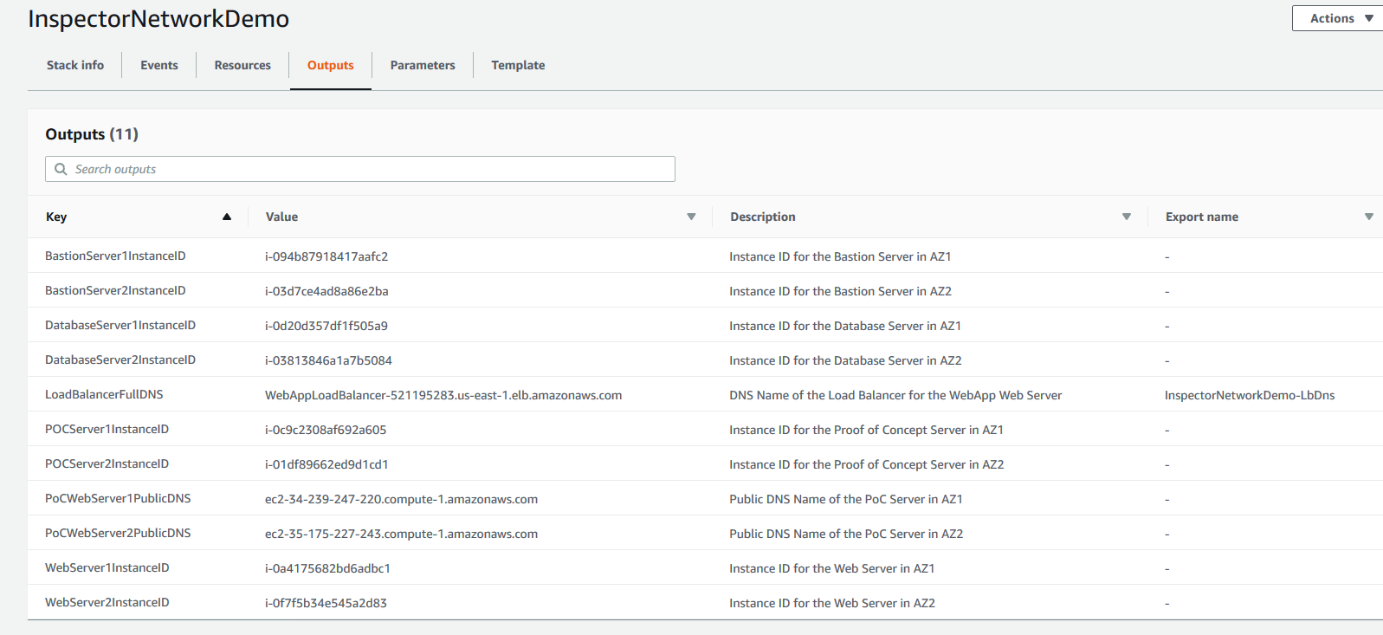 InspectorNetworkDemo
Actions
Stack info Events Resources Outputs Parameters Template
Outputs (11)
Search outputs
Key Value Description Export name
BastionServer1InstanceID i-094b87918417aafc2 Instance ID for the Bastion Server in AZ1 -
BastionServer2InstanceID i-03d7ce4ad8a86e2ba Instance ID for the Bastion Server in AZ2 -
DatabaseServer1InstanceID i-0d20d357df1f505a9 Instance ID for the Database Server in AZ1 -
DatabaseServer2InstanceID i-03813846a1a7b5084 Instance ID for the Database Server in AZ2 -
LoadBalancerFullDNS WebAppLoadBalancer-521195283.us-east-1.elb.amazonaws.com DNS Name of the Load Balancer for the WebApp Web Server InspectorNetworkDemo-LbDns
POCServer1InstanceID i-0c9c2308af692a605 Instance ID for the Proof of Concept Server in AZ1 -
POCServer2InstanceID i-01df89662ed9d1cd1 Instance ID for the Proof of Concept Server in AZ2 -
PoCWebServer1PublicDNS ec2-34-239-247-220.compute-1.amazonaws.com Public DNS Name of the PoC Server in AZ1 -
PoCWebServer2PublicDNS ec2-35-175-227-243.compute-1.amazonaws.com Public DNS Name of the PoC Server in AZ2 -
WebServer1InstanceID i-0a4175682bd6adbc1 Instance ID for the Web Server in AZ1 -
WebServer2InstanceID i-0f7f5b34e545a2d83 Instance ID for the Web Server in AZ2 -